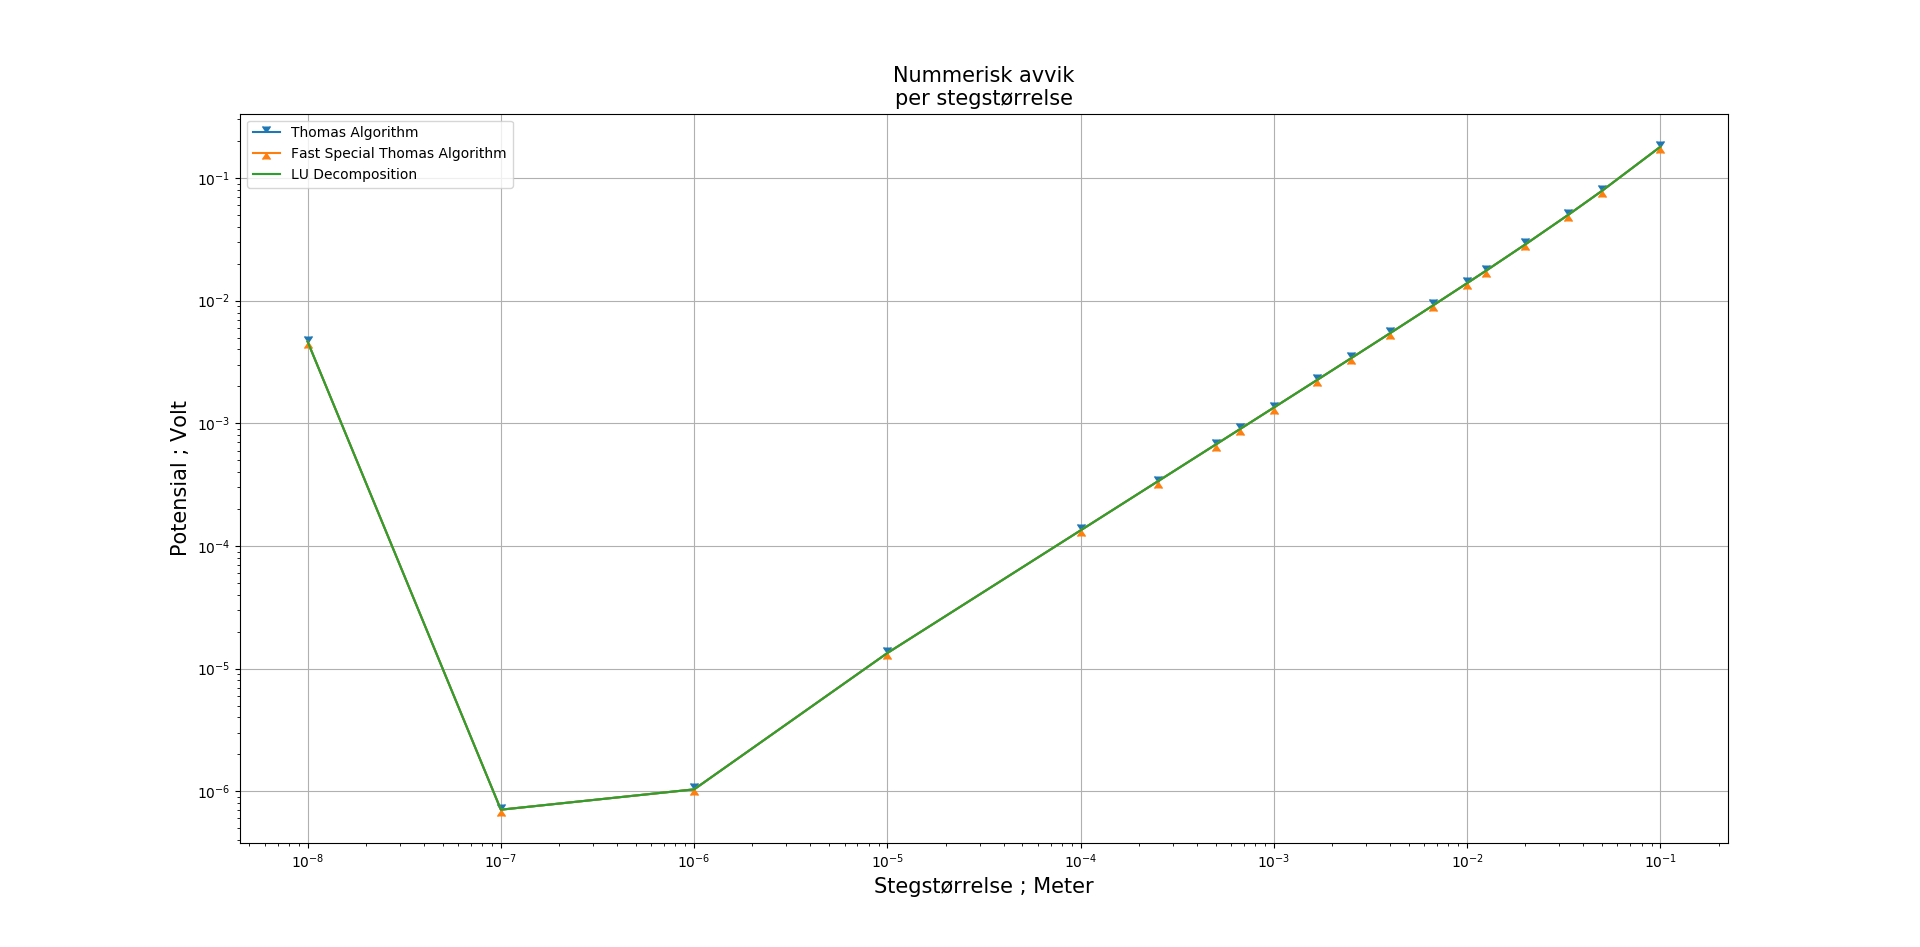 Nummerisk avvik
per stegstørrelse
Thomas Algorithm
Fast Special Thomas Algorithm
LU Decomposition
Potensial ; Volt
10⁻¹
10⁻²
10⁻³
10⁻⁴
10⁻⁵
10⁻⁶
10⁻⁸ 10⁻⁷ 10⁻⁶ 10⁻⁵ 10⁻⁴ 10⁻³ 10⁻² 10⁻¹
Stegstørrelse ; Meter